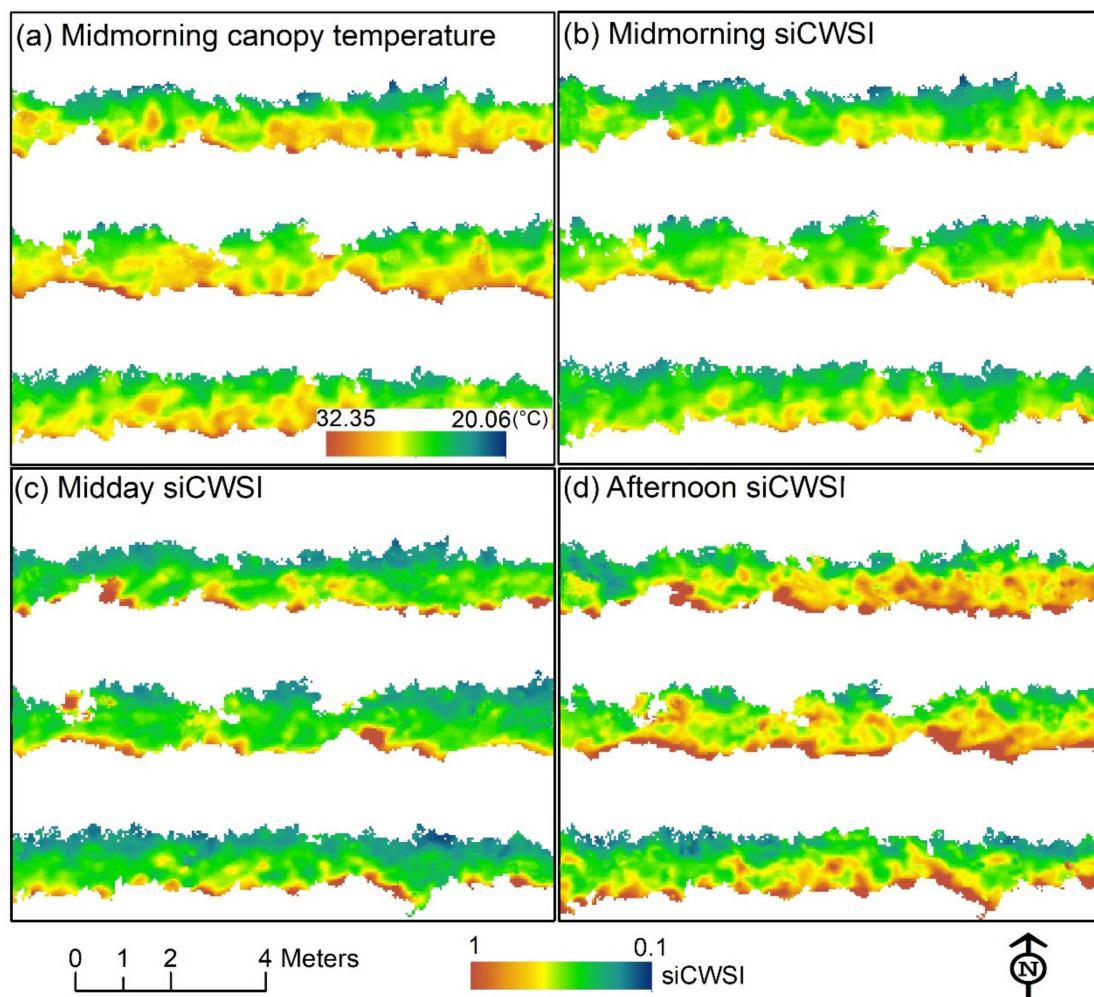 (a) Midmorning canopy temperature
(b) Midmorning siCWSI
32.35 20.06(°C)
(c) Midday siCWSI
(d) Afternoon siCWSI
0 1 2 4 Meters
1 0.1
siCWSI
N